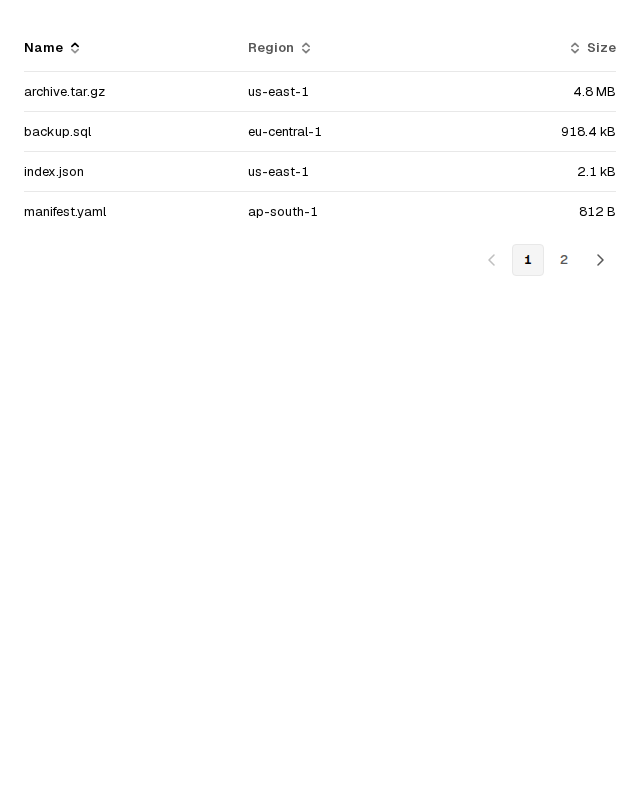 Name Region Size
archive.tar.gz us-east-1 4.8 MB
backup.sql eu-central-1 918.4 kB
index.json us-east-1 2.1 kB
manifest.yaml ap-south-1 812 B
1 2